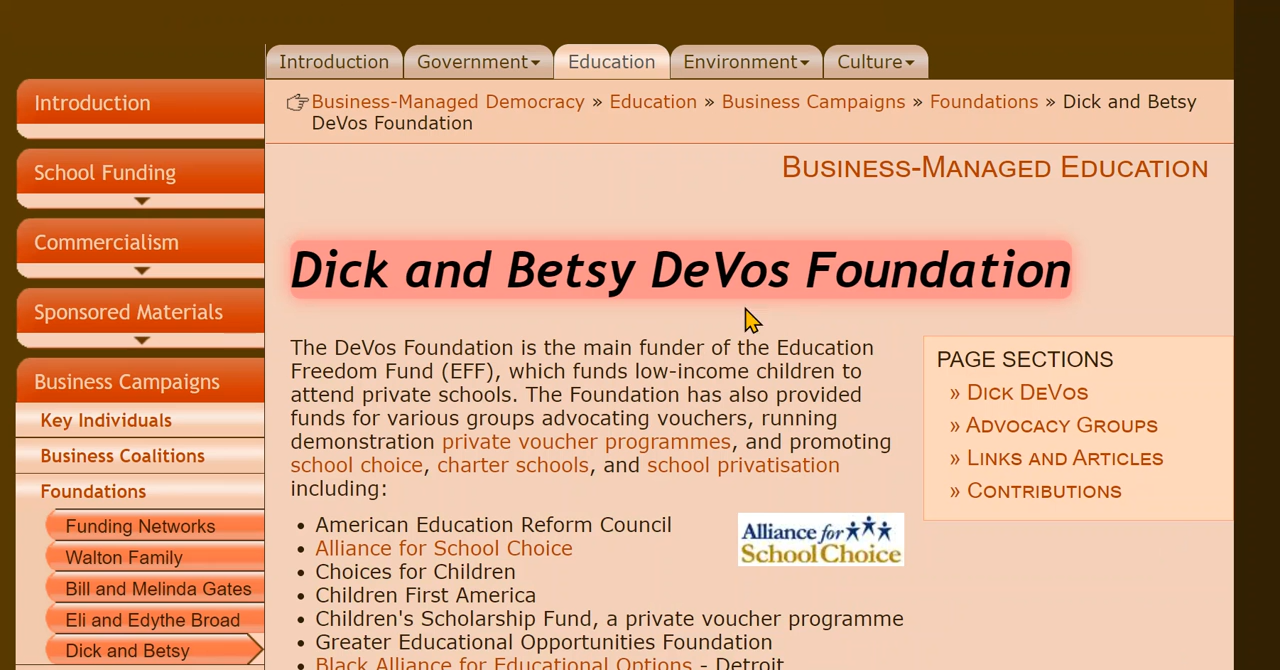 Introduction
Government
Education
Environment
Culture
Introduction
School Funding
Commercialism
Sponsored Materials
Business Campaigns
Key Individuals
Business Coalitions
Foundations
Funding Networks
Walton Family
Bill and Melinda Gates
Eli and Edythe Broad
Dick and Betsy
Business-Managed Democracy » Education » Business Campaigns » Foundations » Dick and Betsy
DeVos Foundation
Business-Managed Education
Dick and Betsy DeVos Foundation
The DeVos Foundation is the main funder of the Education
Freedom Fund (EFF), which funds low-income children to
attend private schools. The Foundation has also provided
funds for various groups advocating vouchers, running
demonstration private voucher programmes, and promoting
school choice, charter schools, and school privatisation
including:
• American Education Reform Council
• Alliance for School Choice
• Choices for Children
• Children First America
• Children's Scholarship Fund, a private voucher programme
• Greater Educational Opportunities Foundation
• Black Alliance for Educational Options - Detroit
Alliance for
School Choice
PAGE SECTIONS
» Dick DeVos
» Advocacy Groups
» Links and Articles
» Contributions